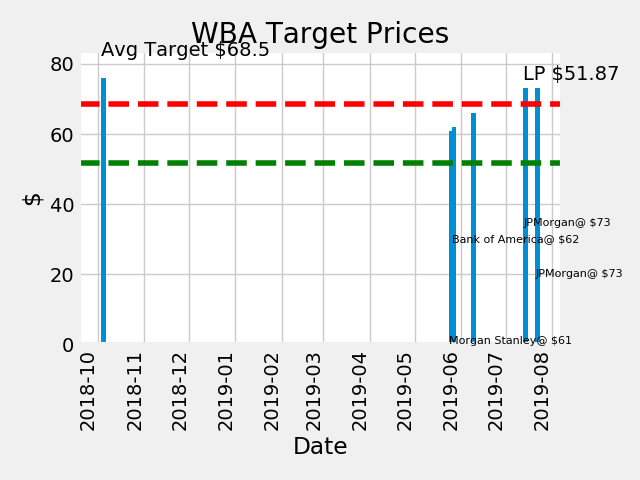 WBA Target Prices
Avg Target $68.5
LP $51.87
80
60
40
20
0
$
JPMorgan@ $73
Bank of America@ $62
JPMorgan@ $73
Morgan Stanley@ $61
2018-10
2018-11
2018-12
2019-01
2019-02
2019-03
2019-04
2019-05
2019-06
2019-07
2019-08
Date